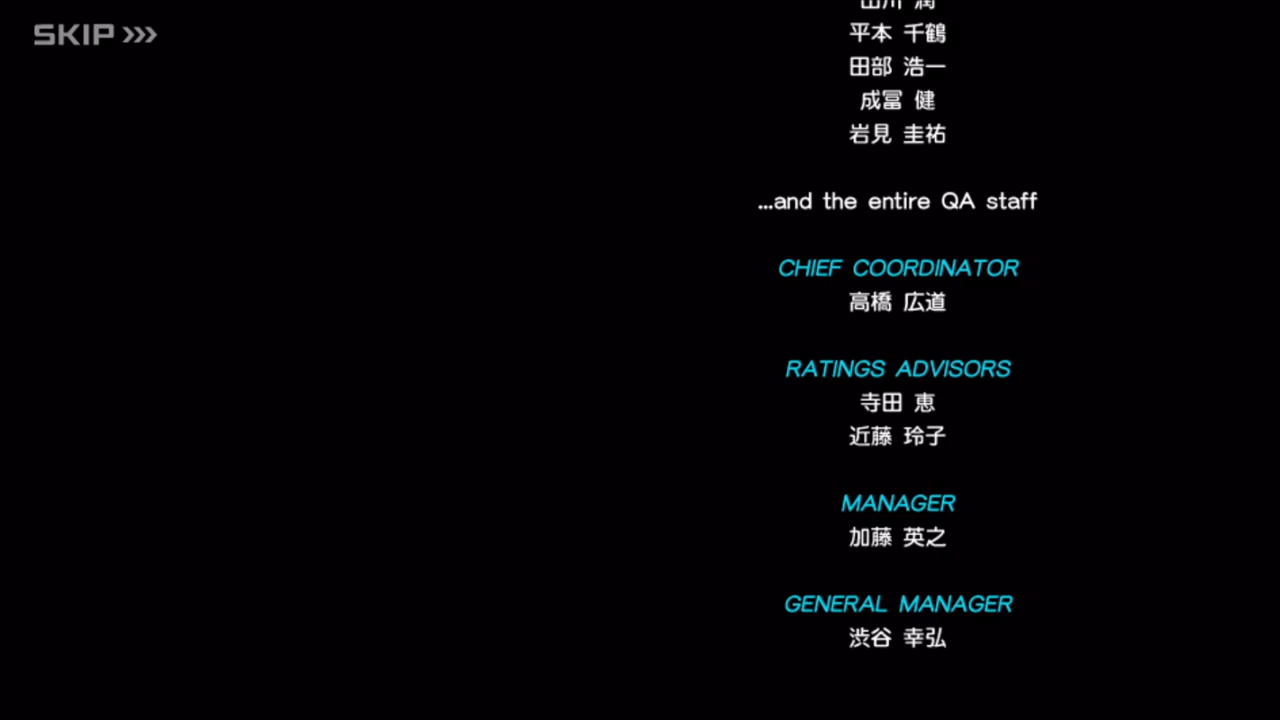 SKIP
平本 千鶴
田部 浩一
成冨 健
岩見 圭祐
...and the entire QA staff
CHIEF COORDINATOR
高橋 広道
RATINGS ADVISORS
寺田 恵
近藤 玲子
MANAGER
加藤 英之
GENERAL MANAGER
渋谷 幸弘